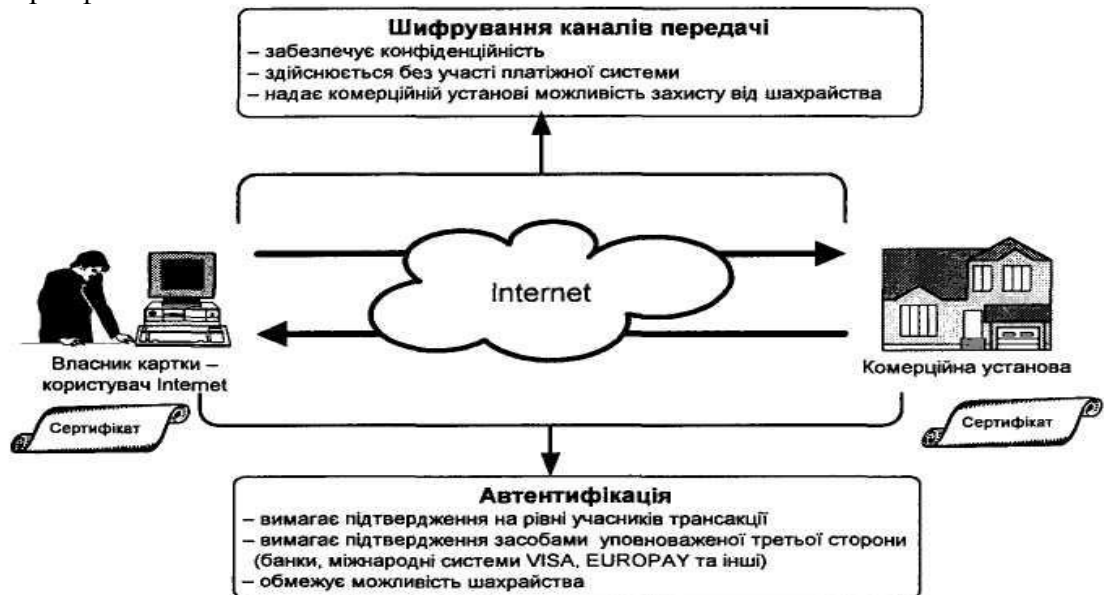 Шифрування каналів передачі
– забезпечує конфіденційність
– здійснюється без участі платіжної системи
– надає комерційній установі можливість захисту від шахрайства
Internet
Власник картки –
користувач Internet
Комерційна установа
Сертифікат
Сертифікат
Автентифікація
– вимагає підтвердження на рівні учасників трансакції
– вимагає підтвердження засобами уповноваженої третьої сторони
(банки, міжнародні системи VISA, EUROPAY та інші)
– обмежує можливість шахрайства